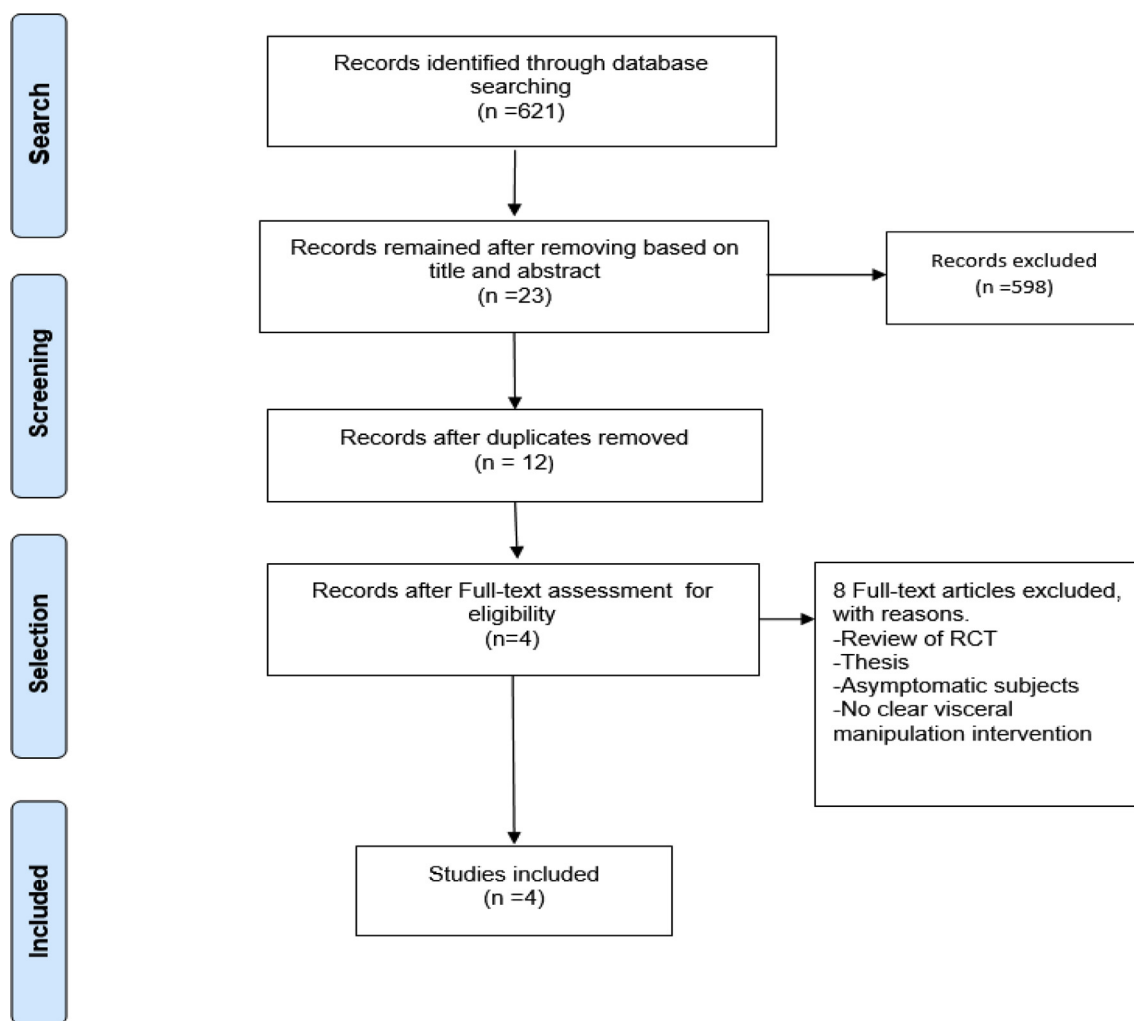 Search
Records identified through database
searching
(n =621)
Records remained after removing based on
title and abstract
(n =23)
Records excluded
(n =598)
Screening
Records after duplicates removed
(n = 12)
Selection
Records after Full-text assessment for
eligibility
(n=4)
8 Full-text articles excluded,
with reasons.
-Review of RCT
-Thesis
-Asymptomatic subjects
-No clear visceral
manipulation intervention
Included
Studies included
(n =4)